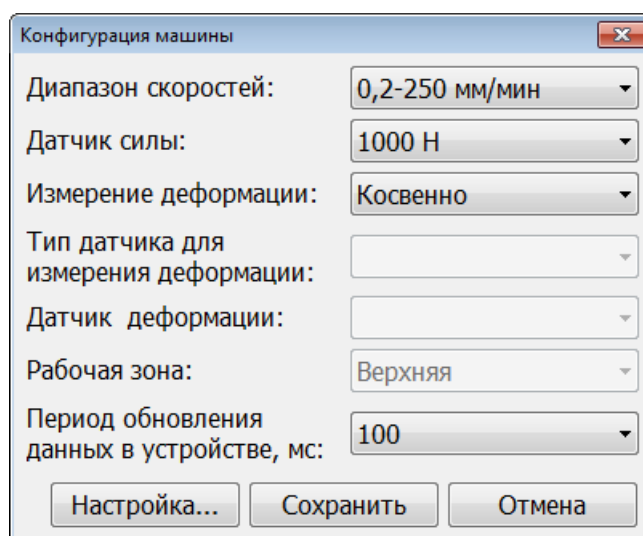 Конфигурация машины
Диапазон скоростей: 0,2-250 мм/мин
Датчик силы: 1000 Н
Измерение деформации: Косвенно
Тип датчика для
измерения деформации:
Датчик деформации:
Рабочая зона: Верхняя
Период обновления
данных в устройстве, мс: 100
Настройка... Сохранить Отмена